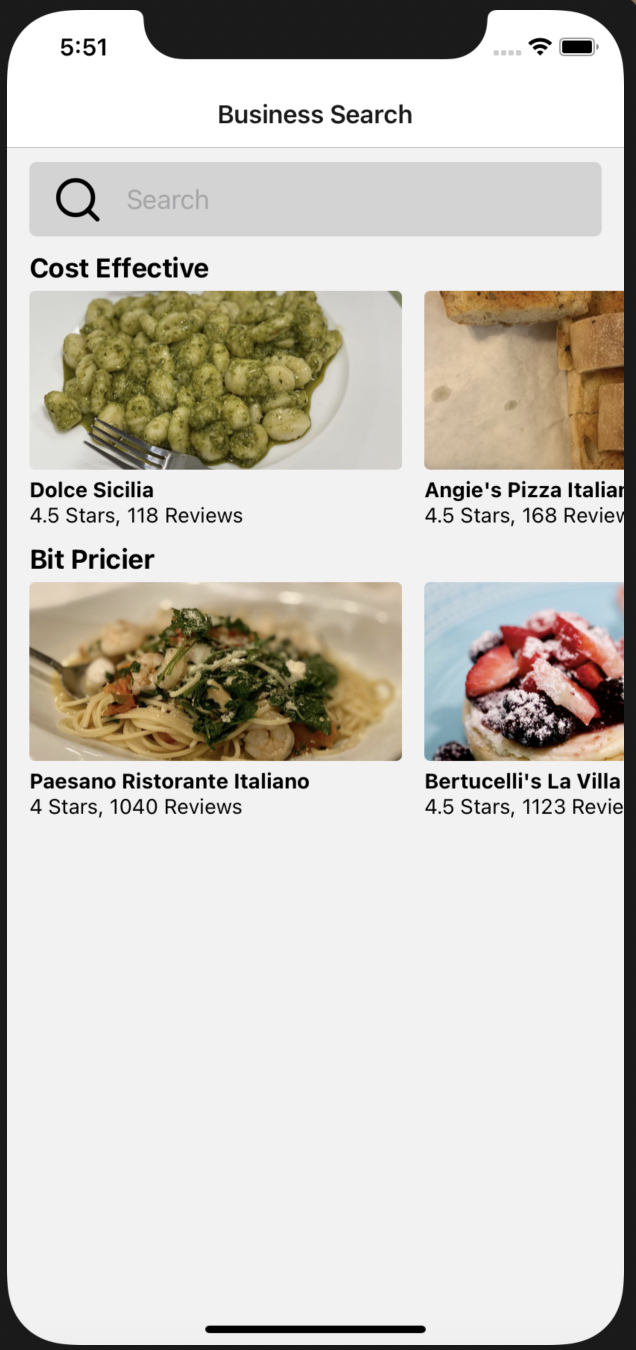 5:51
Business Search
Search
Cost Effective
Dolce Sicilia
4.5 Stars, 118 Reviews
Angie's Pizza Italian
4.5 Stars, 168 Review
Bit Pricier
Paesano Ristorante Italiano
4 Stars, 1040 Reviews
Bertucelli's La Villa
4.5 Stars, 1123 Revie